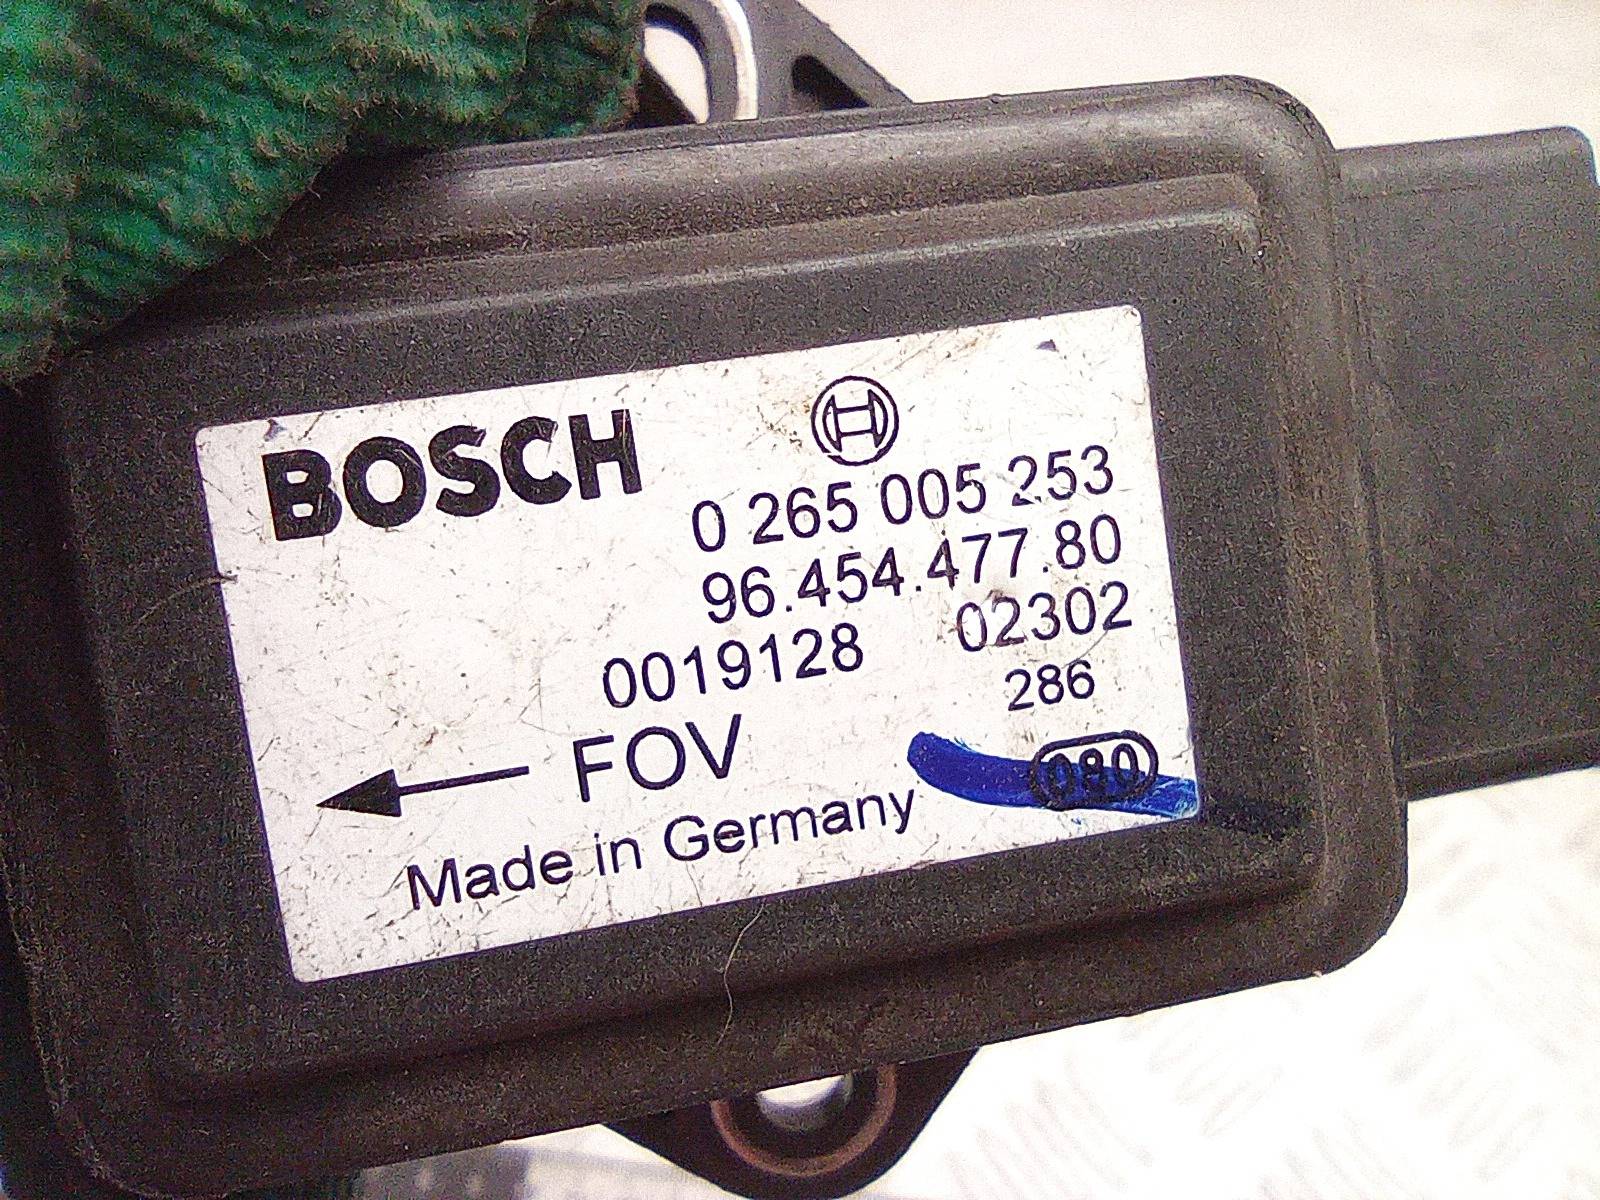 BOSCH
0 265 005 253
96.454.477.80
0019128 02302
286
FOV
080
Made in Germany